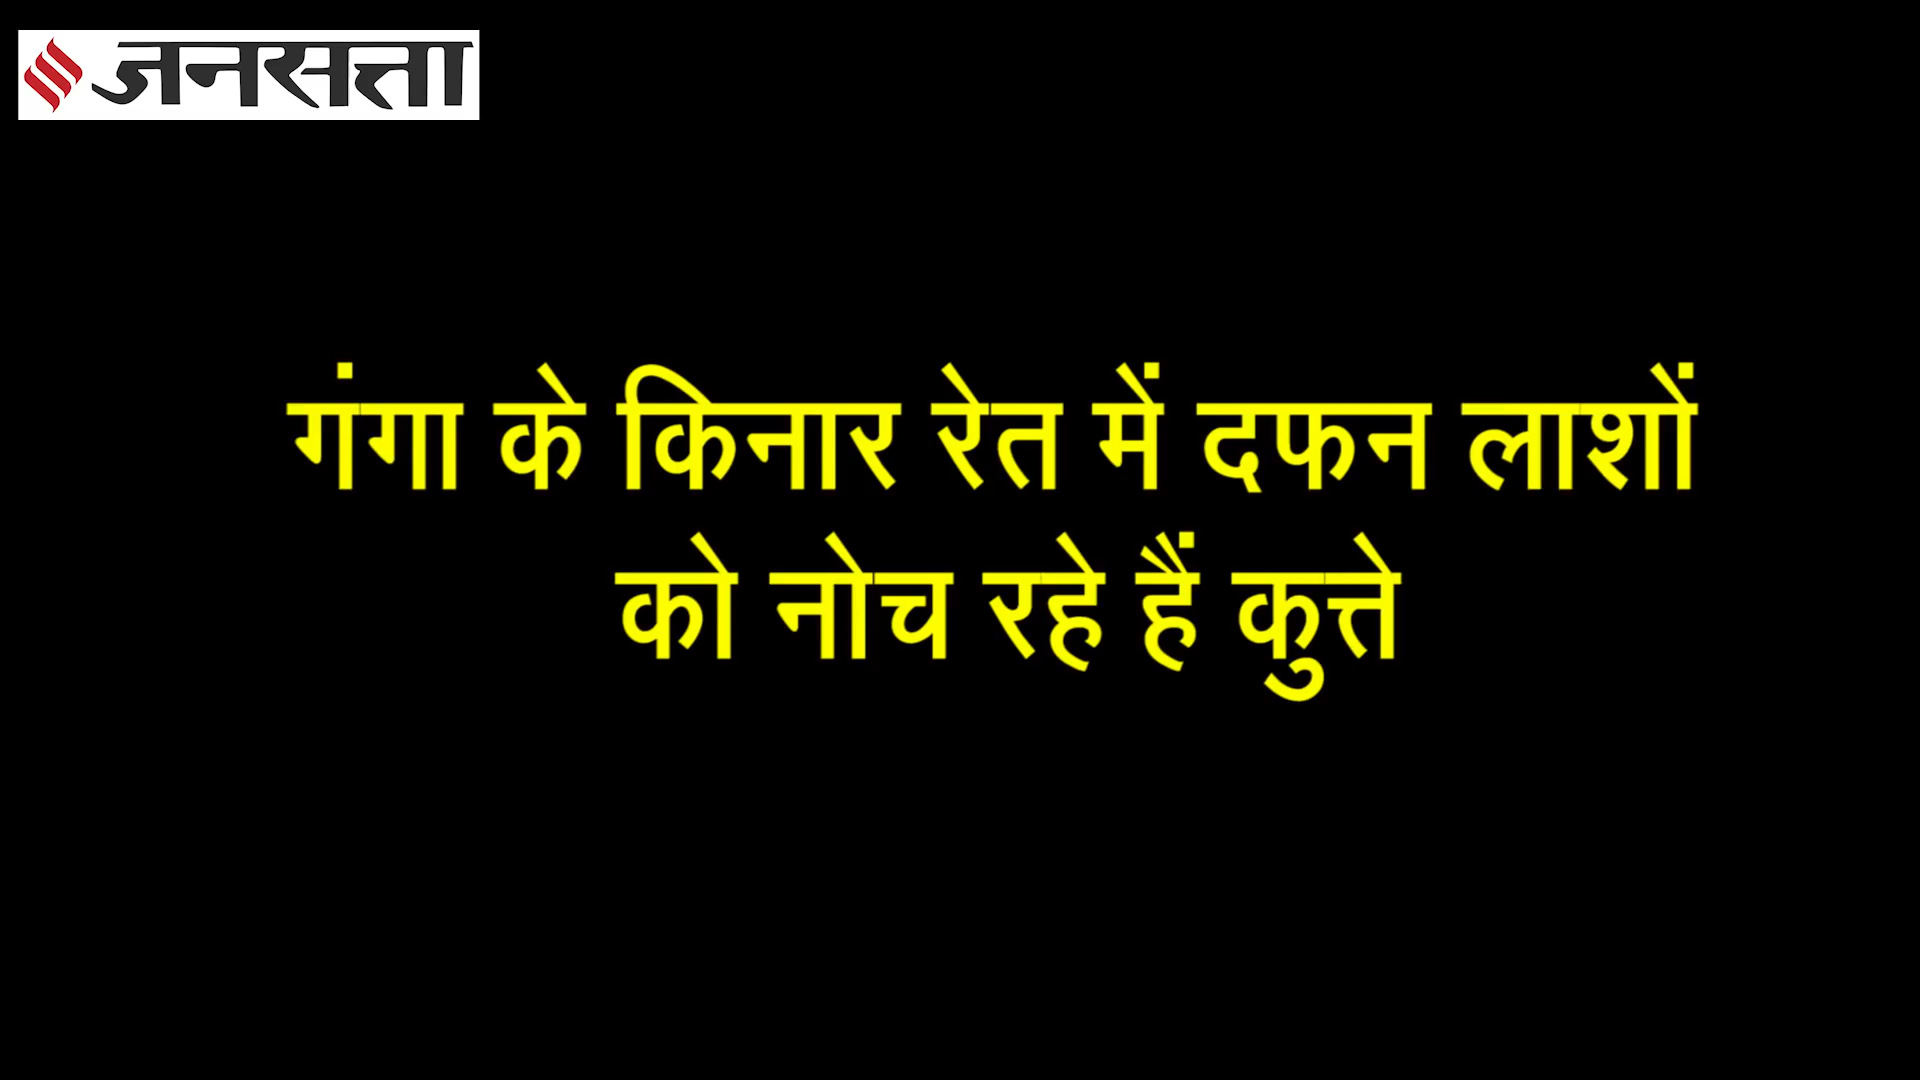 जनसत्ता
गंगा के किनार रेत में दफन लाशों
को नोच रहे हैं कुत्ते